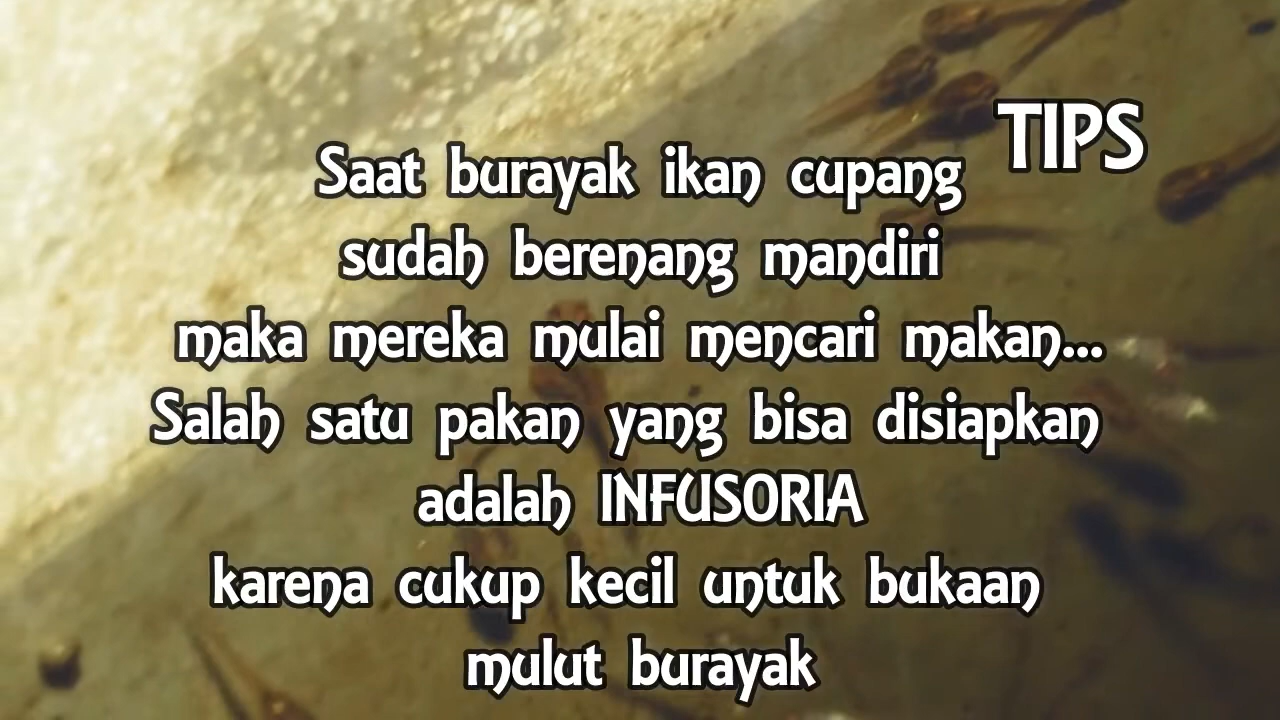 TIPS
Saat burayak ikan cupang
sudah berenang mandiri
maka mereka mulai mencari makan...
Salah satu pakan yang bisa disiapkan
adalah INFUSORIA
karena cukup kecil untuk bukaan
mulut burayak